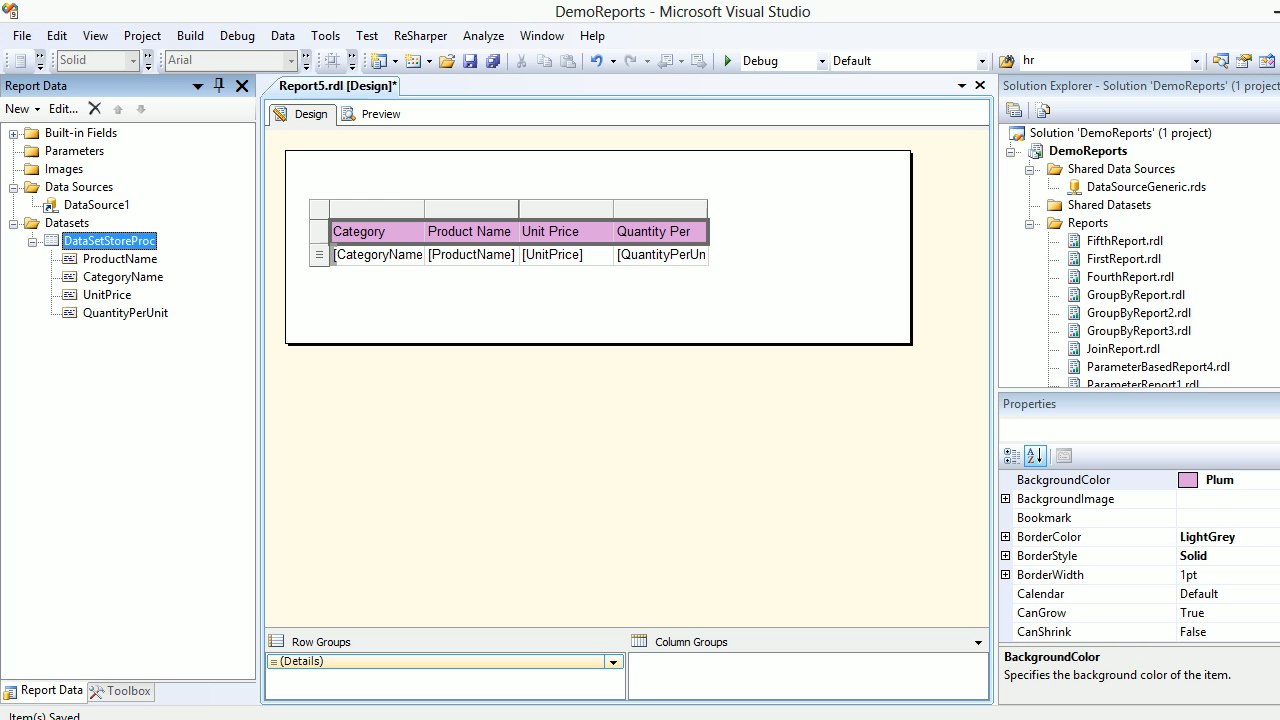 DemoReports - Microsoft Visual Studio
File Edit View Project Build Debug Data Tools Test ReSharper Analyze Window Help
Solid Arial Debug Default hr
Report Data
New Edit...
Built-in Fields
Parameters
Images
Data Sources
DataSource1
Datasets
DataSetStoreProc
ProductName
CategoryName
UnitPrice
QuantityPerUnit
Report Data Toolbox
Report5.rdl [Design]*
Design Preview
Category Product Name Unit Price Quantity Per
[CategoryName [ProductName] [UnitPrice] [QuantityPerUn
Row Groups Column Groups
(Details)
Solution Explorer - Solution 'DemoReports' (1 project)
Solution 'DemoReports' (1 project)
DemoReports
Shared Data Sources
DataSourceGeneric.rds
Shared Datasets
Reports
FifthReport.rdl
FirstReport.rdl
FourthReport.rdl
GroupByReport.rdl
GroupByReport2.rdl
GroupByReport3.rdl
JoinReport.rdl
ParameterBasedReport4.rdl
ParameterReport1.rdl
Properties
BackgroundColor Plum
BackgroundImage
Bookmark
BorderColor LightGrey
BorderStyle Solid
BorderWidth 1pt
Calendar Default
CanGrow True
CanShrink False
BackgroundColor
Specifies the background color of the item.
Item(s) Saved